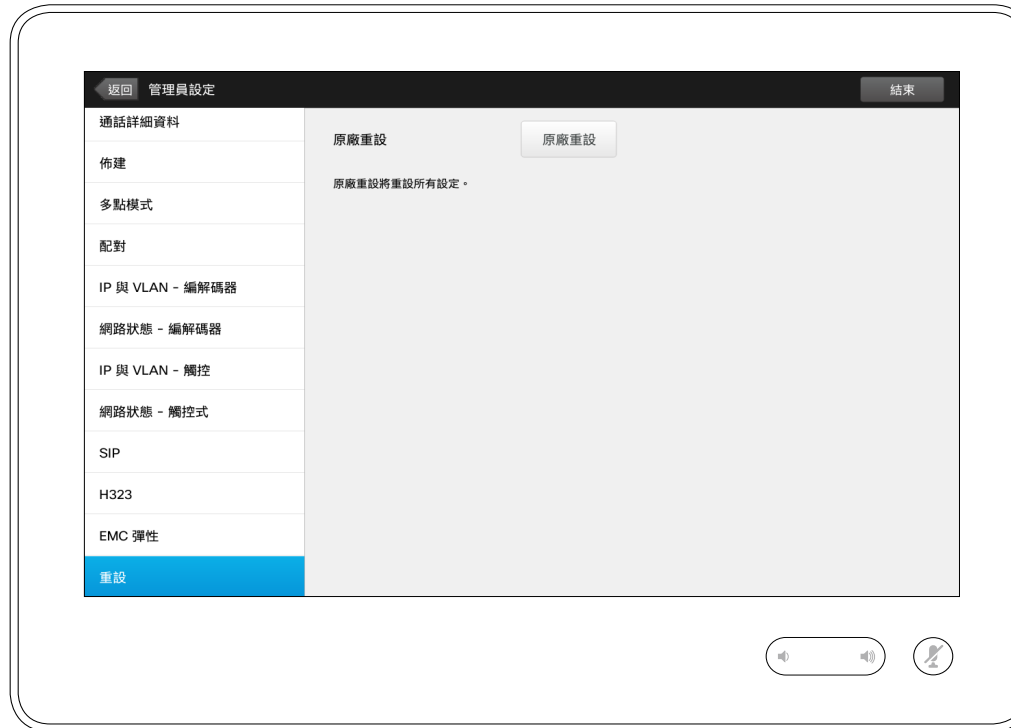 返回 管理員設定 結束
通話詳細資料
佈建
多點模式
配對
IP 與 VLAN - 編解碼器
網路狀態 - 編解碼器
IP 與 VLAN - 觸控
網路狀態 - 觸控式
SIP
H323
EMC 彈性
重設
原廠重設 原廠重設
原廠重設將重設所有設定。